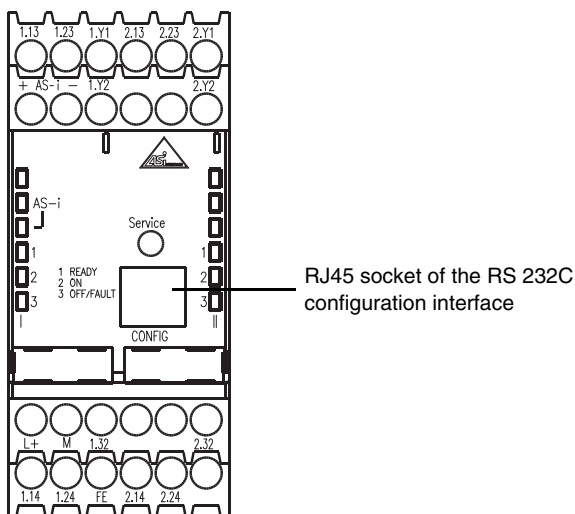 1.13 1.23 1.Y1 2.13 2.23 2.Y1
+ AS-i - 1.Y2 2.Y2
ASi
AS-i
Service
1 1
1 READY
2 2 ON 2
3 3 OFF/FAULT 3
I II
CONFIG
RJ45 socket of the RS 232C
configuration interface
L+ M 1.32 2.32
1.14 1.24 FE 2.14 2.24